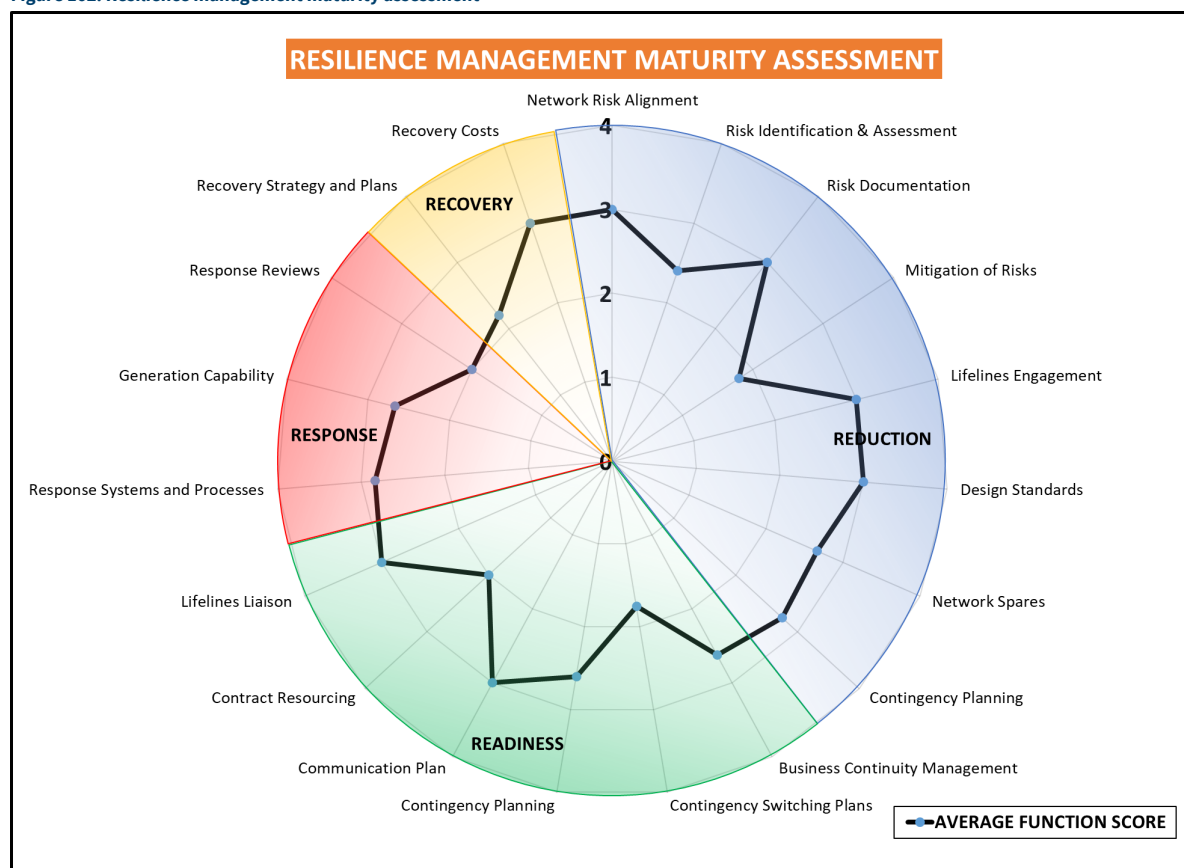 RESILIENCE MANAGEMENT MATURITY ASSESSMENT
Network Risk Alignment
Recovery Costs
4
Risk Identification & Assessment
Recovery Strategy and Plans
Risk Documentation
RECOVERY
3
Response Reviews
Mitigation of Risks
2
Generation Capability
1
Lifelines Engagement
RESPONSE
REDUCTION
0
Response Systems and Processes
Design Standards
Lifelines Liaison
Network Spares
Contract Resourcing
Contingency Planning
READINESS
Communication Plan
Business Continuity Management
Contingency Planning
Contingency Switching Plans
AVERAGE FUNCTION SCORE